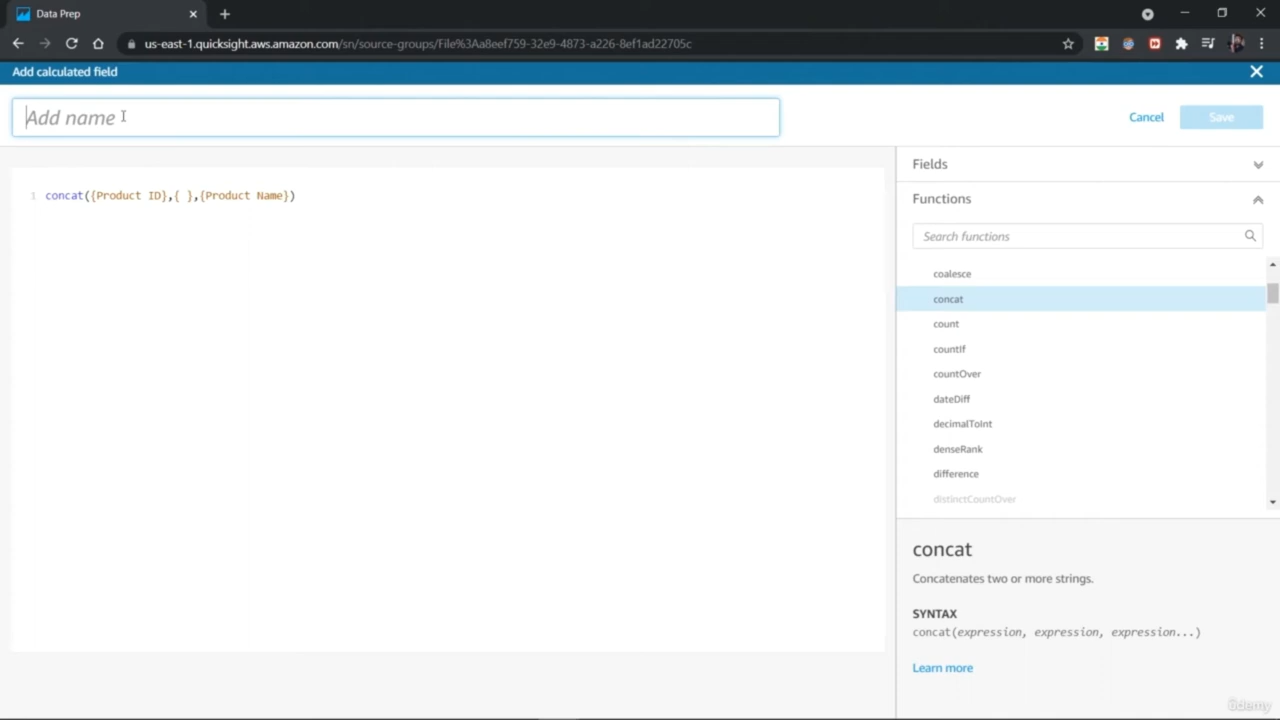 Data Prep
us-east-1.quicksight.aws.amazon.com/sn/source-groups/File%3Aa8eef759-32e9-4873-a226-8ef1ad22705c
Add calculated field
Add name
Cancel
Save
1 concat({Product ID},{ },{Product Name})
Fields
Functions
Search functions
coalesce
concat
count
countIf
countOver
dateDiff
decimalToInt
denseRank
difference
distinctCountOver
concat
Concatenates two or more strings.
SYNTAX
concat(expression, expression, expression...)
Learn more
ûdemy